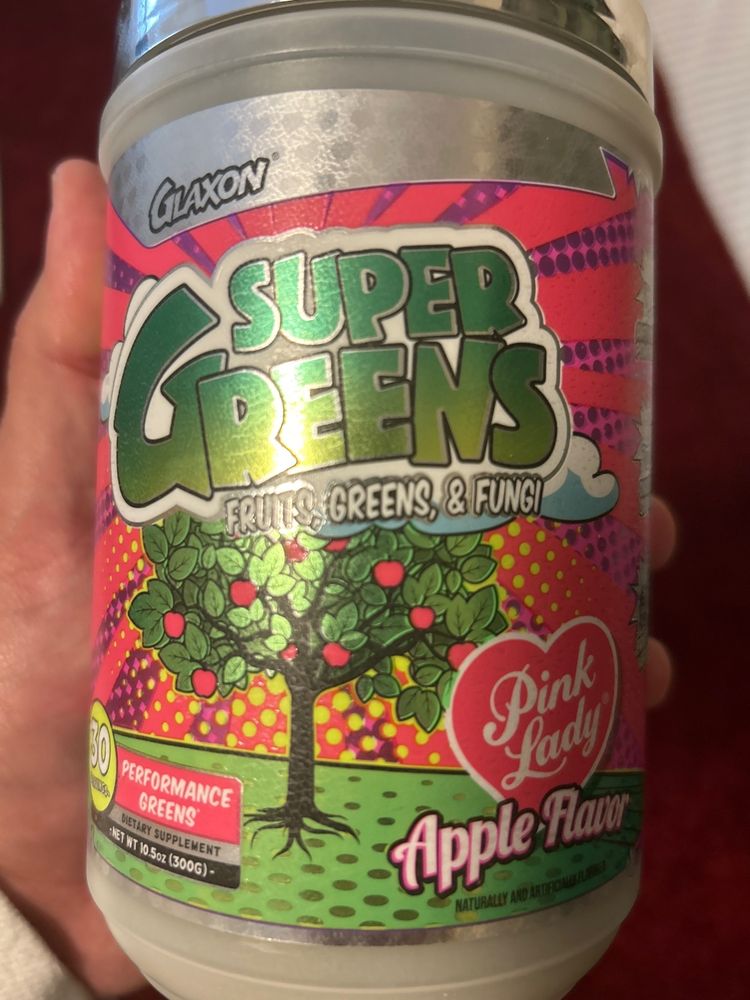 GLAXON®
SUPER
GREENS
FRUITS, GREENS, & FUNGI
Pink
Lady®
Apple Flavor
NATURALLY AND ARTIFICIALLY FLAVORED
30
PERFORMANCE
GREENS
DIETARY SUPPLEMENT
NET WT 10.5oz (300G)